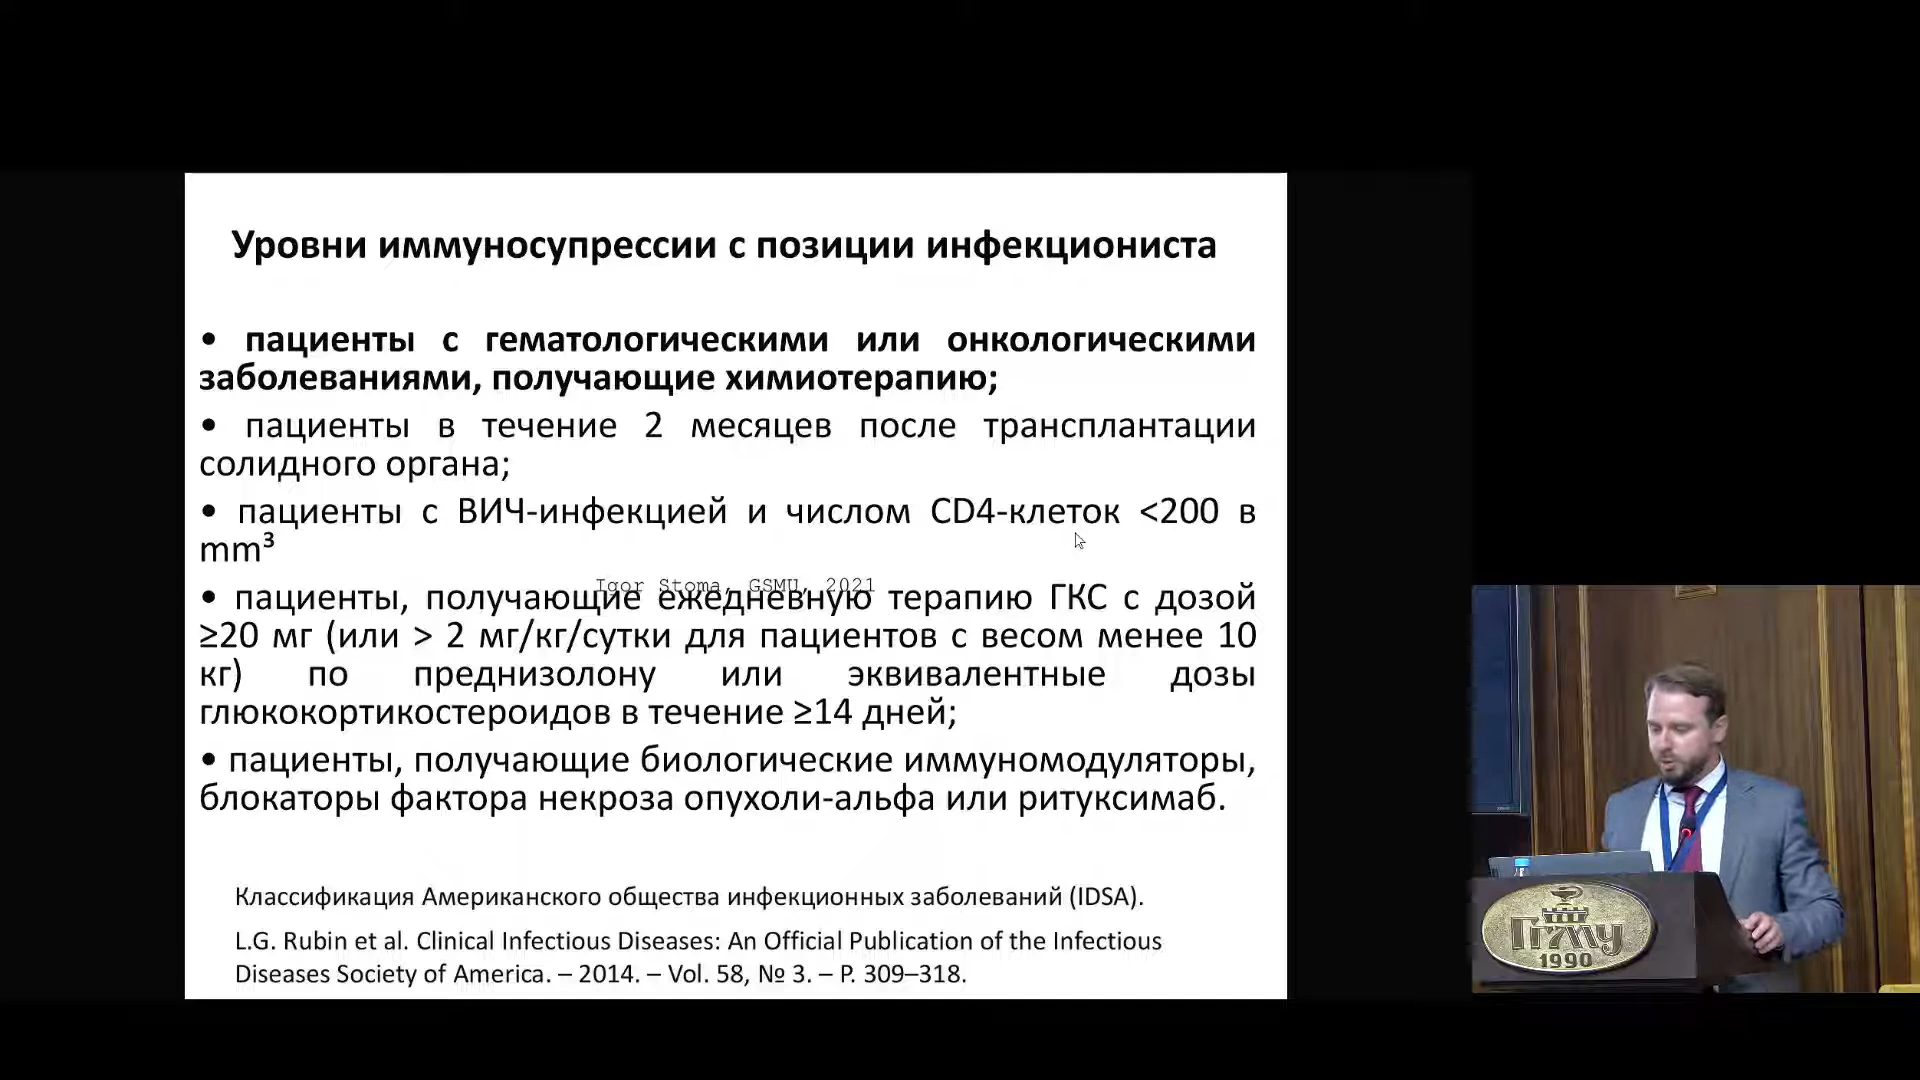 Уровни иммуносупрессии с позиции инфекциониста
• пациенты с гематологическими или онкологическими
заболеваниями, получающие химиотерапию;
• пациенты в течение 2 месяцев после трансплантации
солидного органа;
• пациенты с ВИЧ-инфекцией и числом CD4-клеток <200 в
mm³
Igor Stoma, GSMU, 2021
• пациенты, получающие ежедневную терапию ГКС с дозой
≥20 мг (или > 2 мг/кг/сутки для пациентов с весом менее 10
кг) по преднизолону или эквивалентные дозы
глюкокортикостероидов в течение ≥14 дней;
• пациенты, получающие биологические иммуномодуляторы,
блокаторы фактора некроза опухоли-альфа или ритуксимаб.
Классификация Американского общества инфекционных заболеваний (IDSA).
L.G. Rubin et al. Clinical Infectious Diseases: An Official Publication of the Infectious
Diseases Society of America. – 2014. – Vol. 58, № 3. – P. 309–318.
ГГМУ
1990